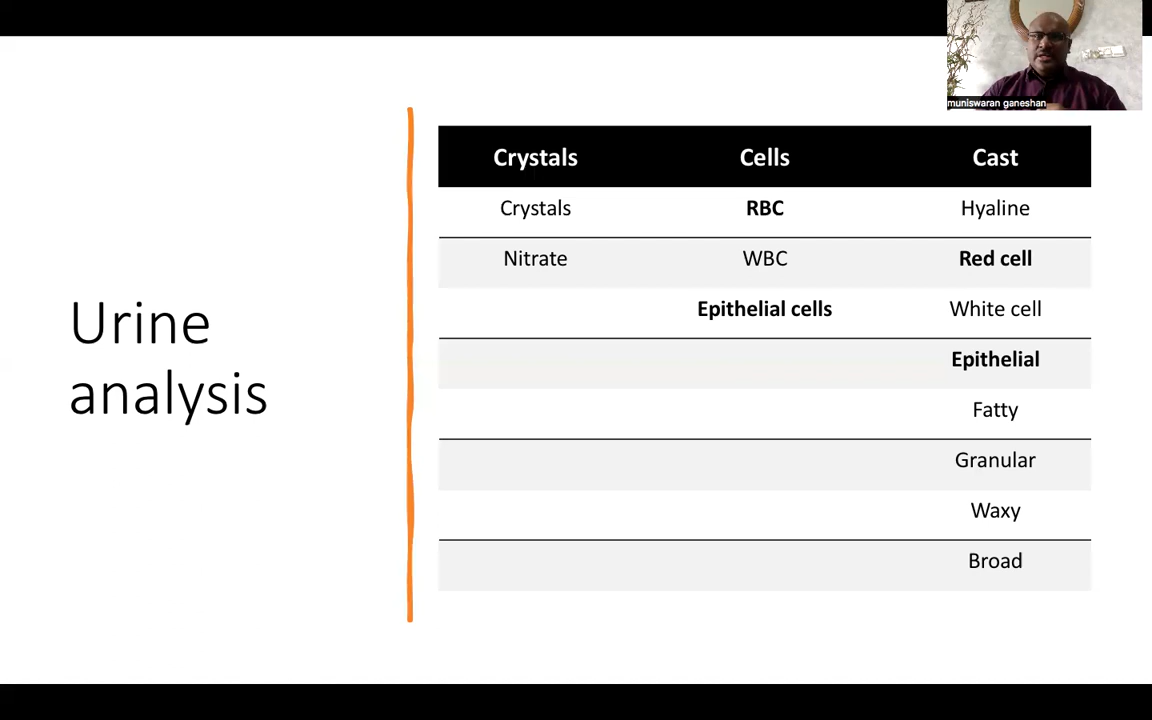 muniswaran ganeshan
Urine
analysis
Crystals Cells Cast
Crystals RBC Hyaline
Nitrate WBC Red cell
Epithelial cells White cell
Epithelial
Fatty
Granular
Waxy
Broad